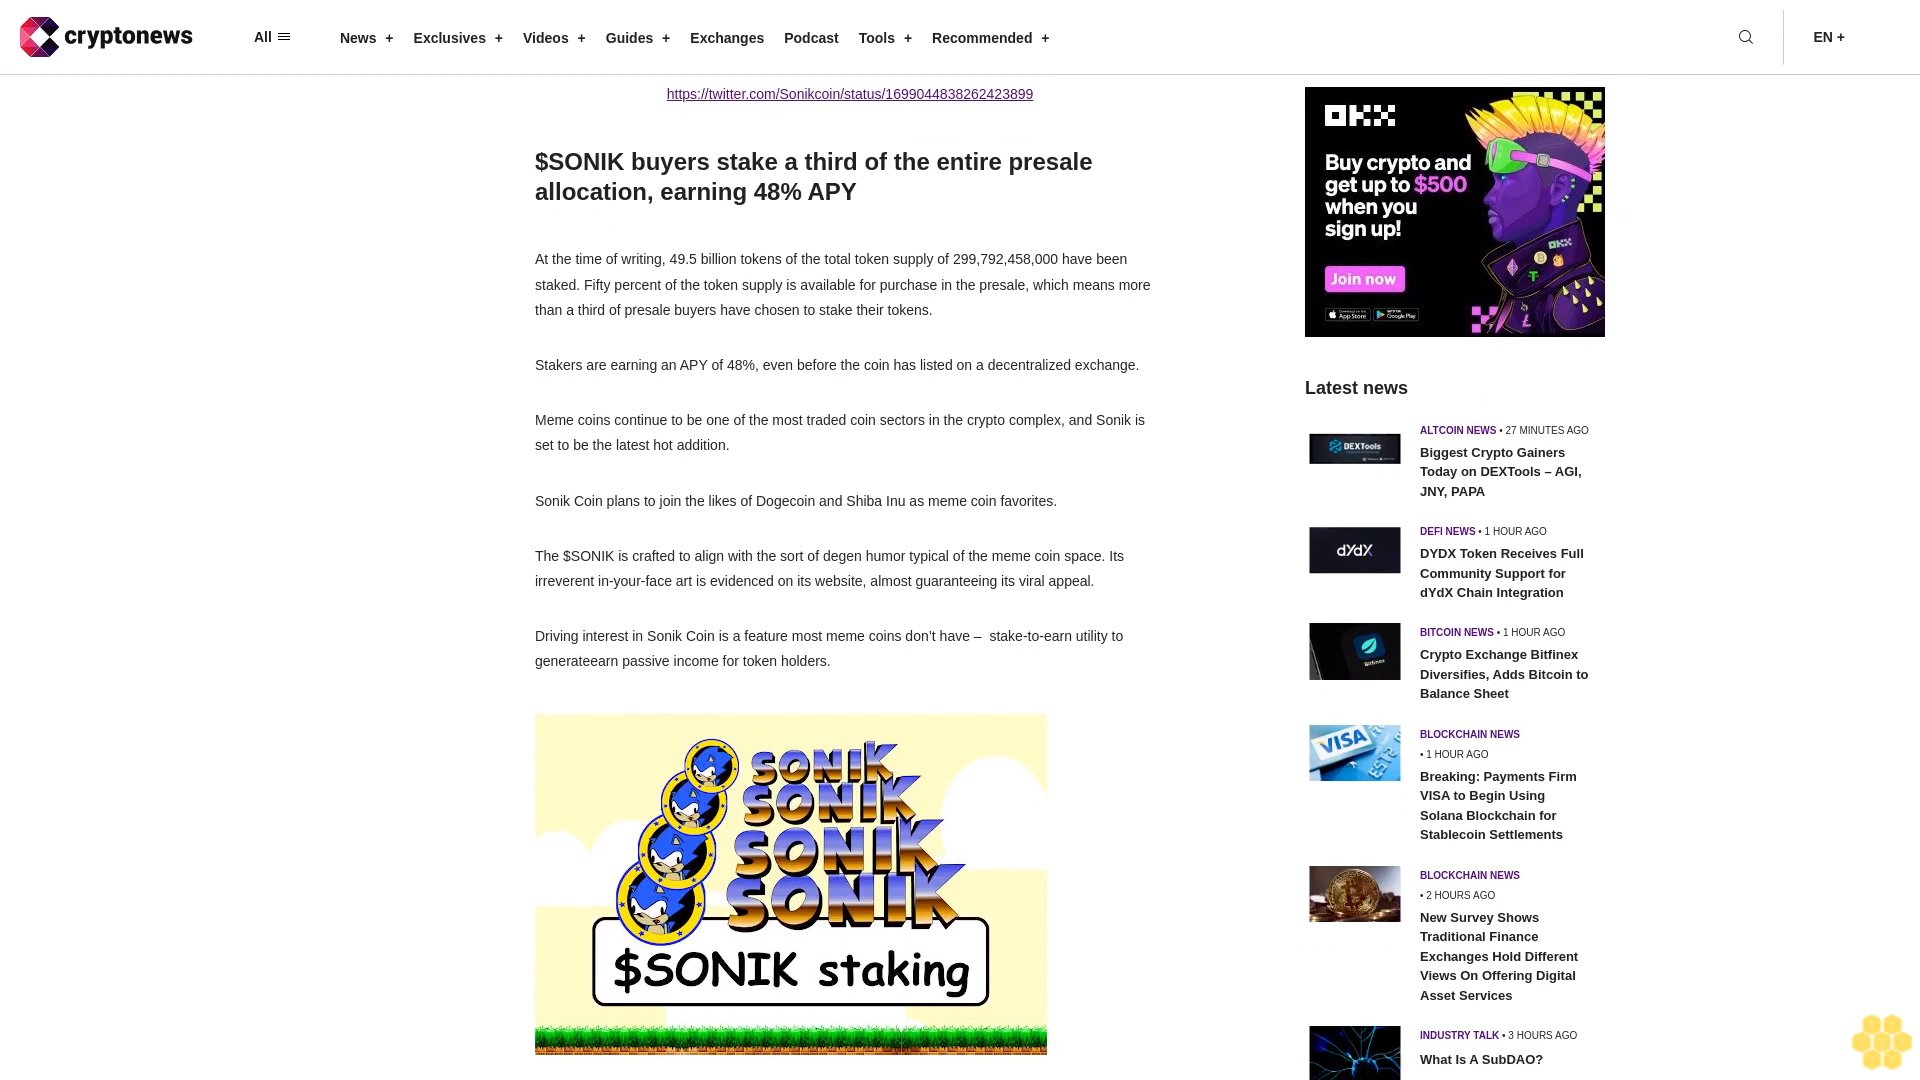 cryptonews
All
News +
Exclusives +
Videos +
Guides +
Exchanges
Podcast
Tools +
Recommended +
EN +
https://twitter.com/Sonikcoin/status/1699044838262423899
$SONIK buyers stake a third of the entire presale
allocation, earning 48% APY
At the time of writing, 49.5 billion tokens of the total token supply of 299,792,458,000 have been
staked. Fifty percent of the token supply is available for purchase in the presale, which means more
than a third of presale buyers have chosen to stake their tokens.
Stakers are earning an APY of 48%, even before the coin has listed on a decentralized exchange.
Meme coins continue to be one of the most traded coin sectors in the crypto complex, and Sonik is
set to be the latest hot addition.
Sonik Coin plans to join the likes of Dogecoin and Shiba Inu as meme coin favorites.
The $SONIK is crafted to align with the sort of degen humor typical of the meme coin space. Its
irreverent in-your-face art is evidenced on its website, almost guaranteeing its viral appeal.
Driving interest in Sonik Coin is a feature most meme coins don’t have –  stake-to-earn utility to
generateearn passive income for token holders.
SONIK
SONIK
SONIK
SONIK
$SONIK staking
OKX
Buy crypto and
get up to $500
when you
sign up!
Join now
App Store
Google Play
OKX
Latest news
ALTCOIN NEWS • 27 MINUTES AGO
Biggest Crypto Gainers
Today on DEXTools – AGI,
JNY, PAPA
DEXTools
DEFI NEWS • 1 HOUR AGO
DYDX Token Receives Full
Community Support for
dYdX Chain Integration
dYdX
BITCOIN NEWS • 1 HOUR AGO
Crypto Exchange Bitfinex
Diversifies, Adds Bitcoin to
Balance Sheet
Bitfinex
BLOCKCHAIN NEWS
• 1 HOUR AGO
Breaking: Payments Firm
VISA to Begin Using
Solana Blockchain for
Stablecoin Settlements
VISA
BLOCKCHAIN NEWS
• 2 HOURS AGO
New Survey Shows
Traditional Finance
Exchanges Hold Different
Views On Offering Digital
Asset Services
INDUSTRY TALK • 3 HOURS AGO
What Is A SubDAO?